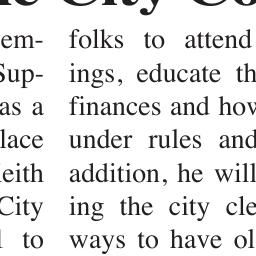 The City Co
em-
Sup-
as a
lace
eith
City
l to
folks to attend
ings, educate th
finances and how
under rules and
addition, he will
ing the city cle
ways to have ol